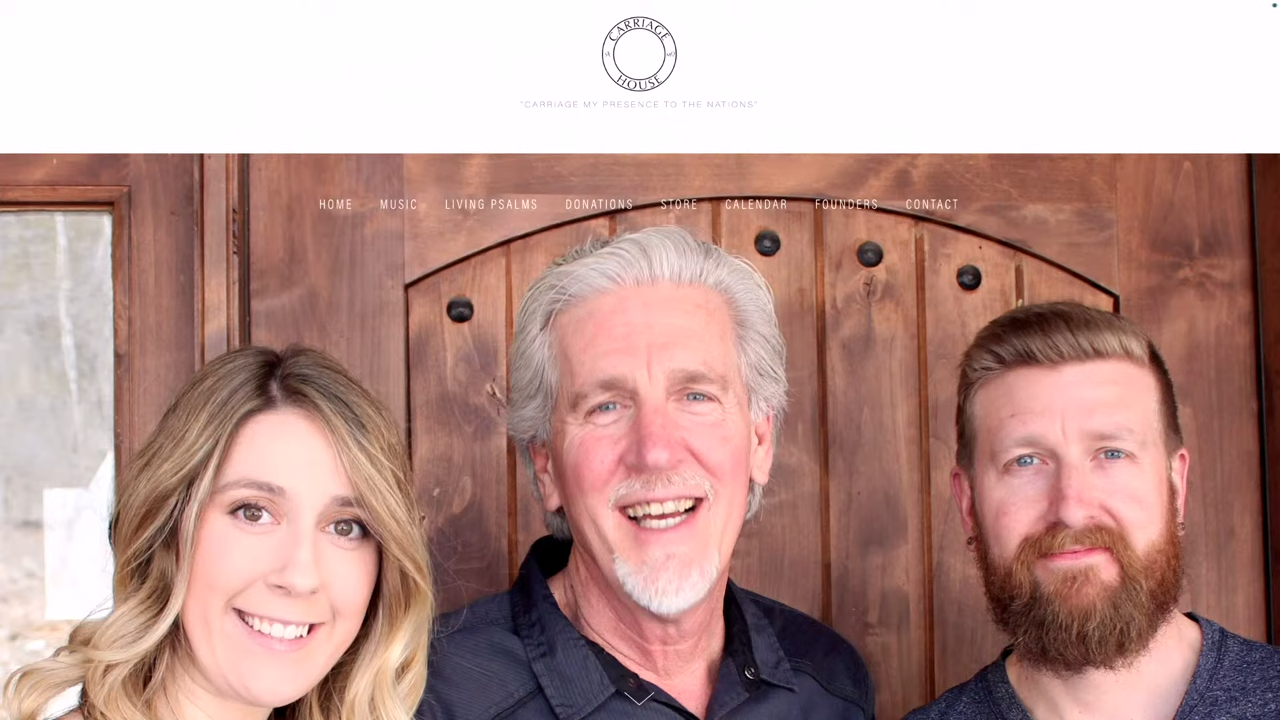 CARRIAGE
HOUSE
"CARRIAGE MY PRESENCE TO THE NATIONS"
HOME MUSIC LIVING PSALMS DONATIONS STORE CALENDAR FOUNDERS CONTACT